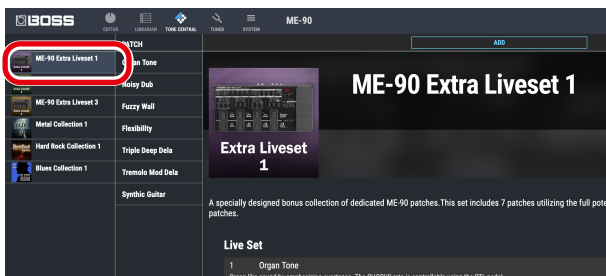 BOSS
EDITOR
LIBRARIAN
TONE CENTRAL
TUNER
SYSTEM
ME-90
PATCH
ADD
ME-90 Extra Liveset 1
ME-90 Extra Liveset 3
Metal Collection 1
Hard Rock Collection 1
Blues Collection 1
Organ Tone
Noisy Dub
Fuzzy Wall
Flexibility
Triple Deep Dela
Tremolo Mod Dela
Synthic Guitar
Extra Liveset
1
ME-90 Extra Liveset 1
A specially designed bonus collection of dedicated ME-90 patches.This set includes 7 patches utilizing the full pote
patches.
Live Set
1 Organ Tone